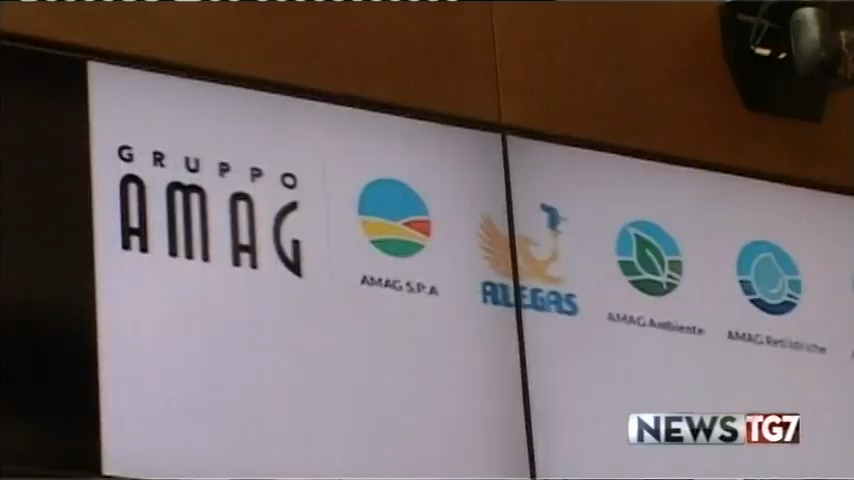 GRUPPO
AMAG
AMAG S.P.A
ALEGAS
AMAG Ambiente
AMAG Reti Idriche
NEWS TG7